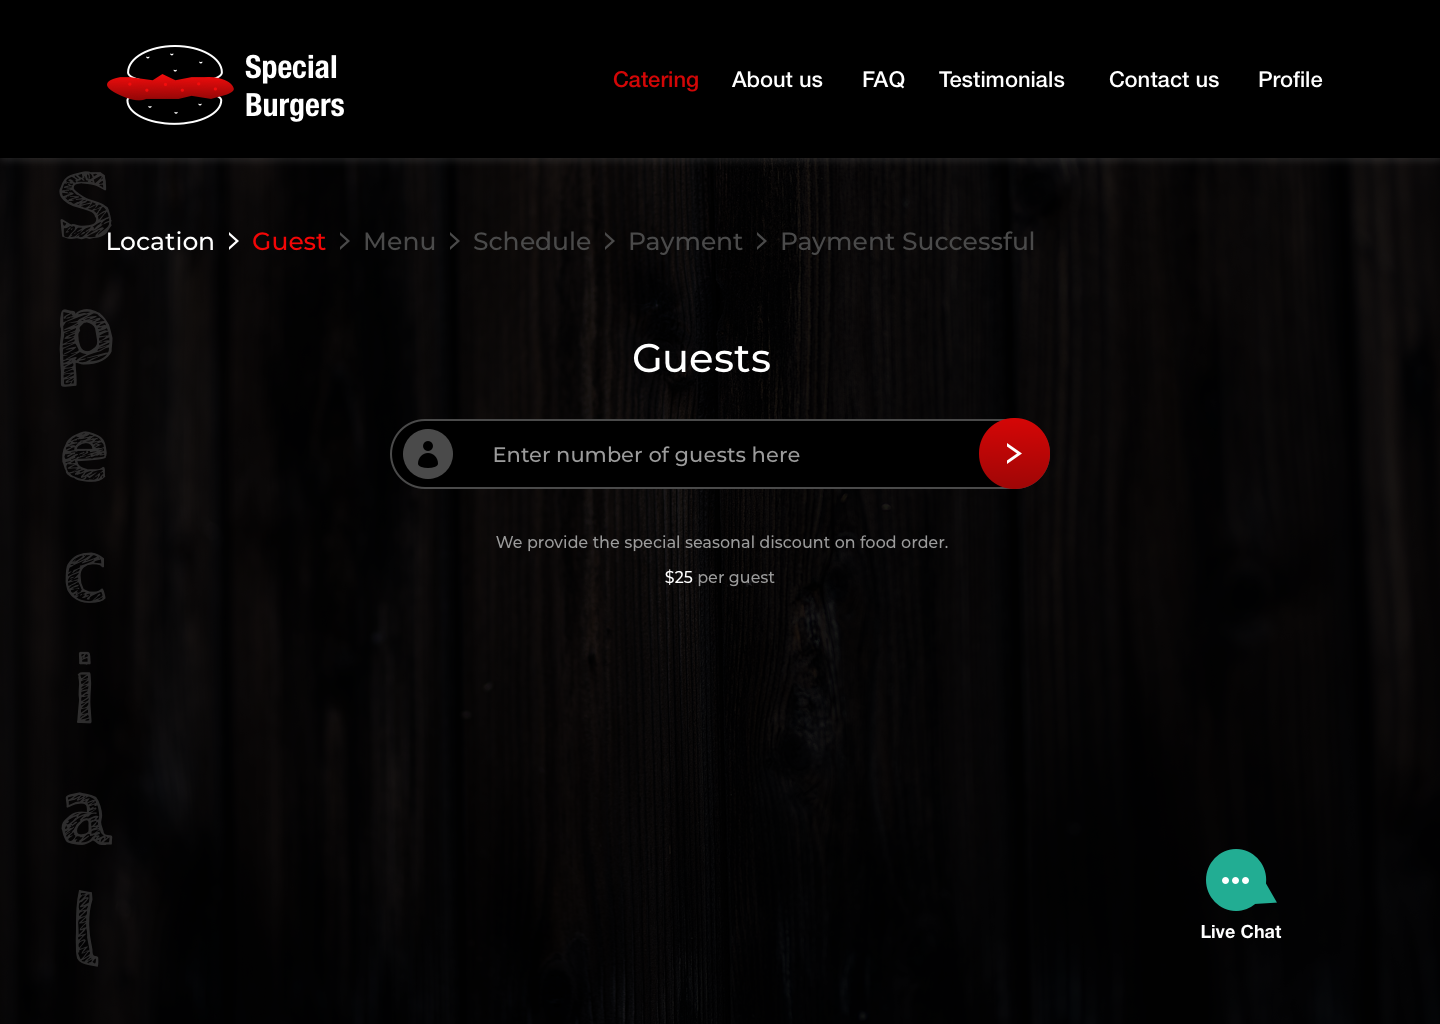 Special
Burgers
Catering About us FAQ Testimonials Contact us Profile
Location > Guest > Menu > Schedule > Payment > Payment Successful
Special
Guests
Enter number of guests here
We provide the special seasonal discount on food order.
$25 per guest
Live Chat